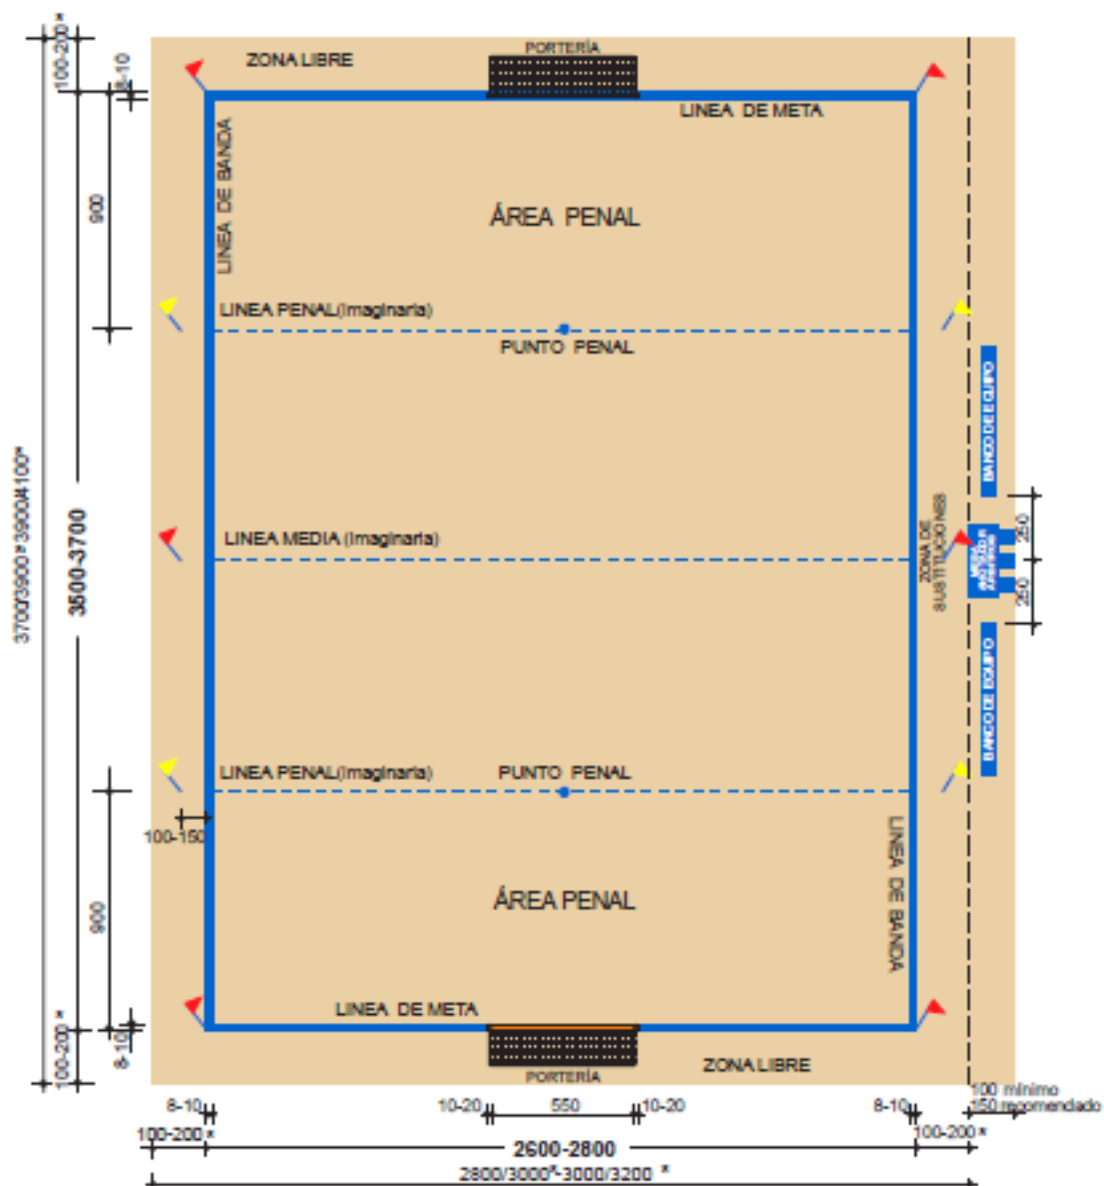 PORTERÍA
ZONA LIBRE
100-200*
8-10
LINEA DE META
LINEA DE BANDA
900
ÁREA PENAL
LINEA PENAL(Imaginaria)
PUNTO PENAL
BANCO DE EQUIPO
3700/3900*3900/4100*
3500-3700
LINEA MEDIA (Imaginaria)
ZONA DE
SUSTITUCIONES
250
250
BANCO DE EQUIPO
LINEA PENAL(Imaginaria)
PUNTO PENAL
100-150
LINEA DE BANDA
900
ÁREA PENAL
LINEA DE META
100-200*
8-10
ZONA LIBRE
PORTERÍA
100 mínimo
150 recomendado
8-10
10-20
550
10-20
8-10
100-200*
2600-2800
100-200*
2800/3000*-3000/3200 *